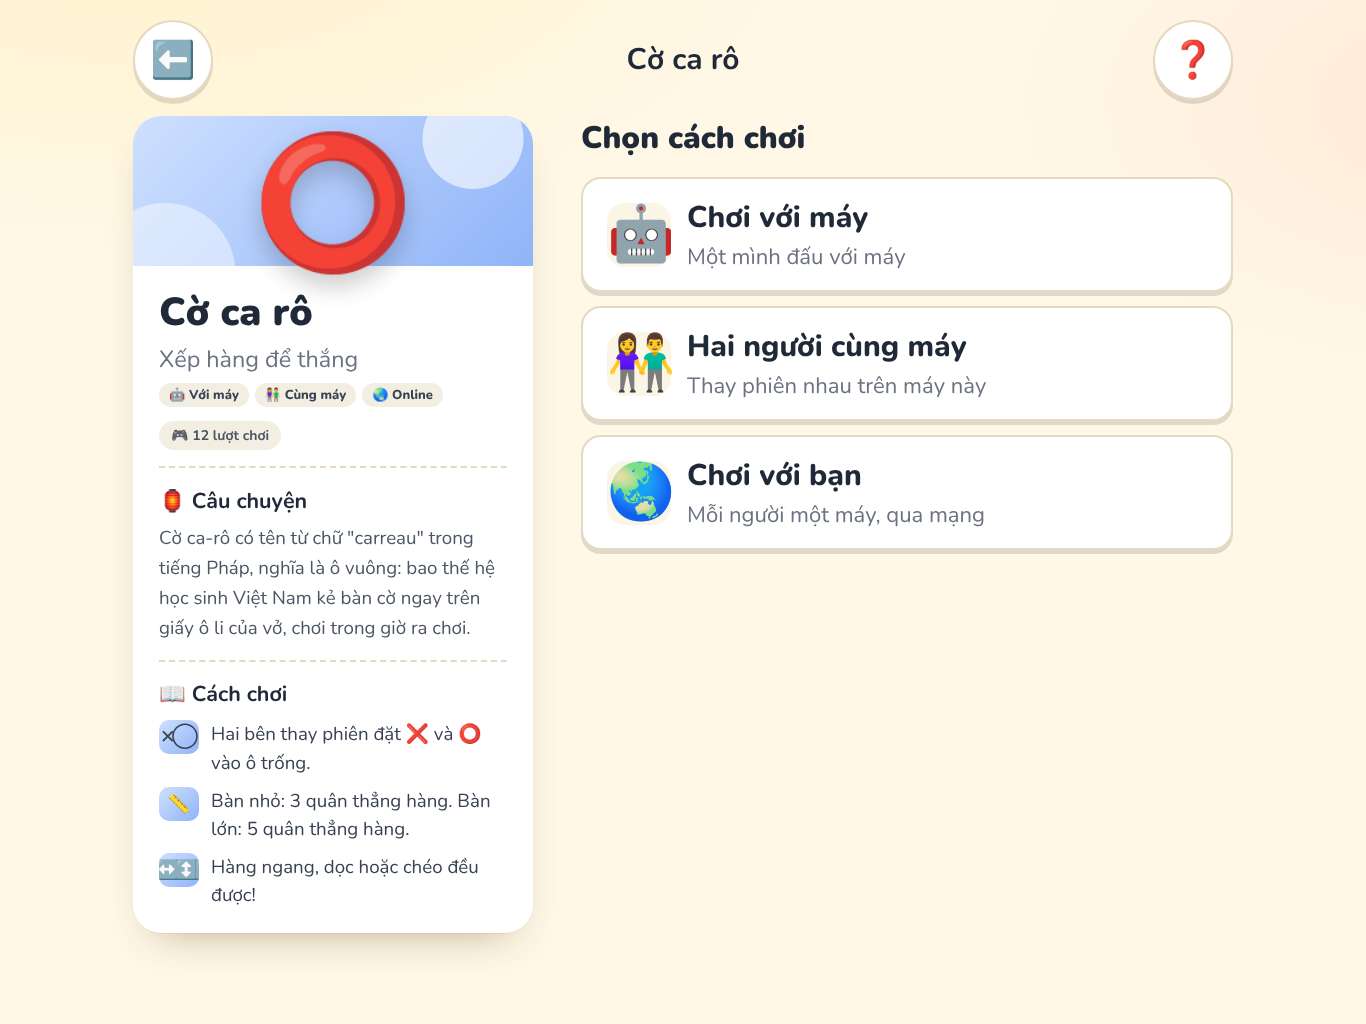 Cờ ca rô
Cờ ca rô
Xếp hàng để thắng
Với máy
Cùng máy
Online
12 lượt chơi
Câu chuyện
Cờ ca-rô có tên từ chữ "carreau" trong
tiếng Pháp, nghĩa là ô vuông: bao thế hệ
học sinh Việt Nam kẻ bàn cờ ngay trên
giấy ô li của vở, chơi trong giờ ra chơi.
Cách chơi
Hai bên thay phiên đặt ❌ và ⭕
vào ô trống.
Bàn nhỏ: 3 quân thẳng hàng. Bàn
lớn: 5 quân thẳng hàng.
Hàng ngang, dọc hoặc chéo đều
được!
Chọn cách chơi
Chơi với máy
Một mình đấu với máy
Hai người cùng máy
Thay phiên nhau trên máy này
Chơi với bạn
Mỗi người một máy, qua mạng